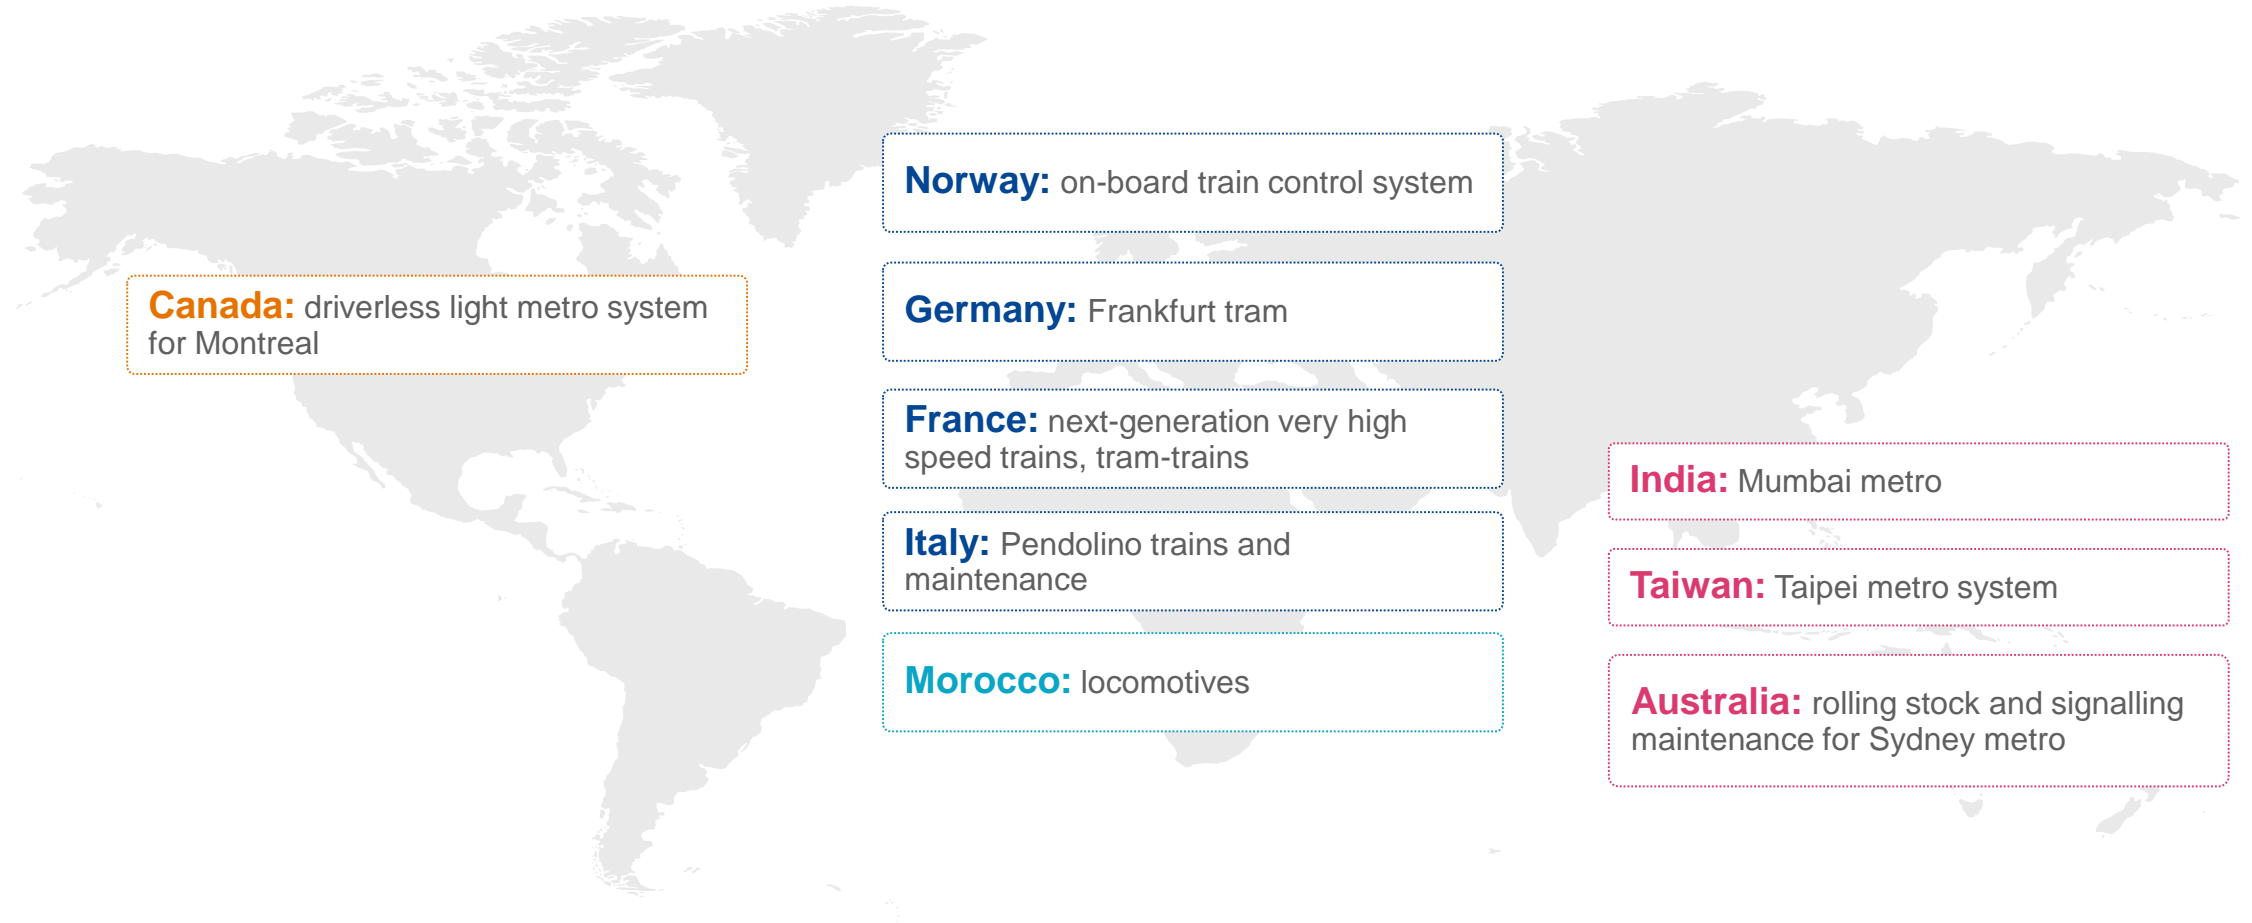 Canada: driverless light metro system
for Montreal
Norway: on-board train control system
Germany: Frankfurt tram
France: next-generation very high
speed trains, tram-trains
Italy: Pendolino trains and
maintenance
Morocco: locomotives
India: Mumbai metro
Taiwan: Taipei metro system
Australia: rolling stock and signalling
maintenance for Sydney metro